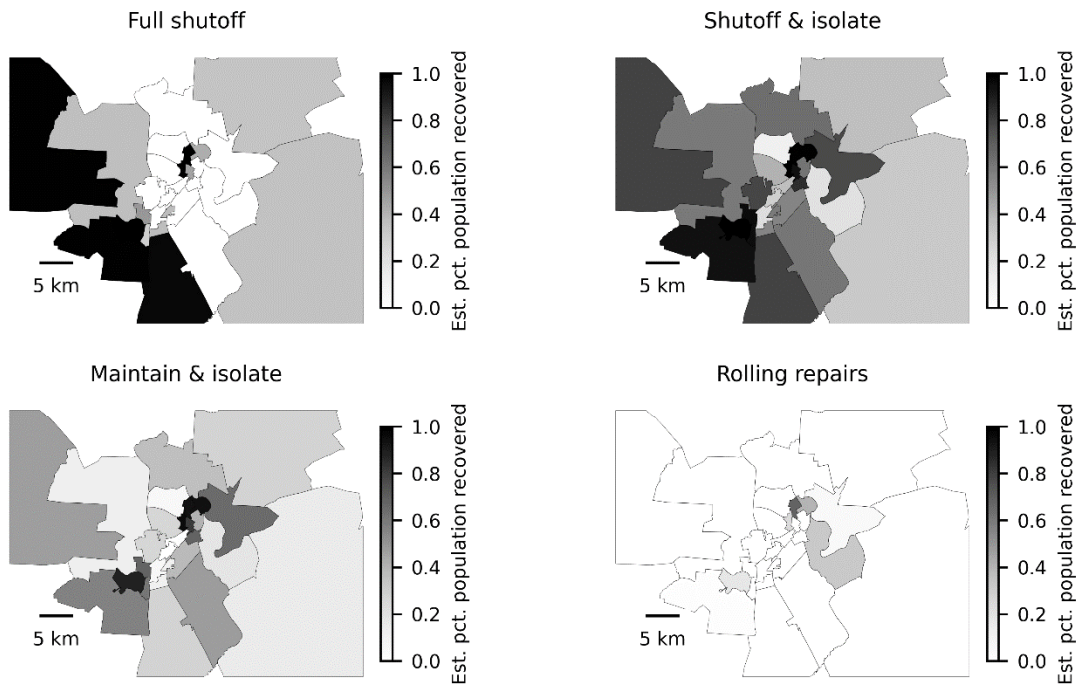 Full shutoff
1.0
0.8
0.6
0.4
0.2
0.0
Est. pct. population recovered
5 km
Shutoff & isolate
1.0
0.8
0.6
0.4
0.2
0.0
Est. pct. population recovered
5 km
Maintain & isolate
1.0
0.8
0.6
0.4
0.2
0.0
Est. pct. population recovered
5 km
Rolling repairs
1.0
0.8
0.6
0.4
0.2
0.0
Est. pct. population recovered
5 km